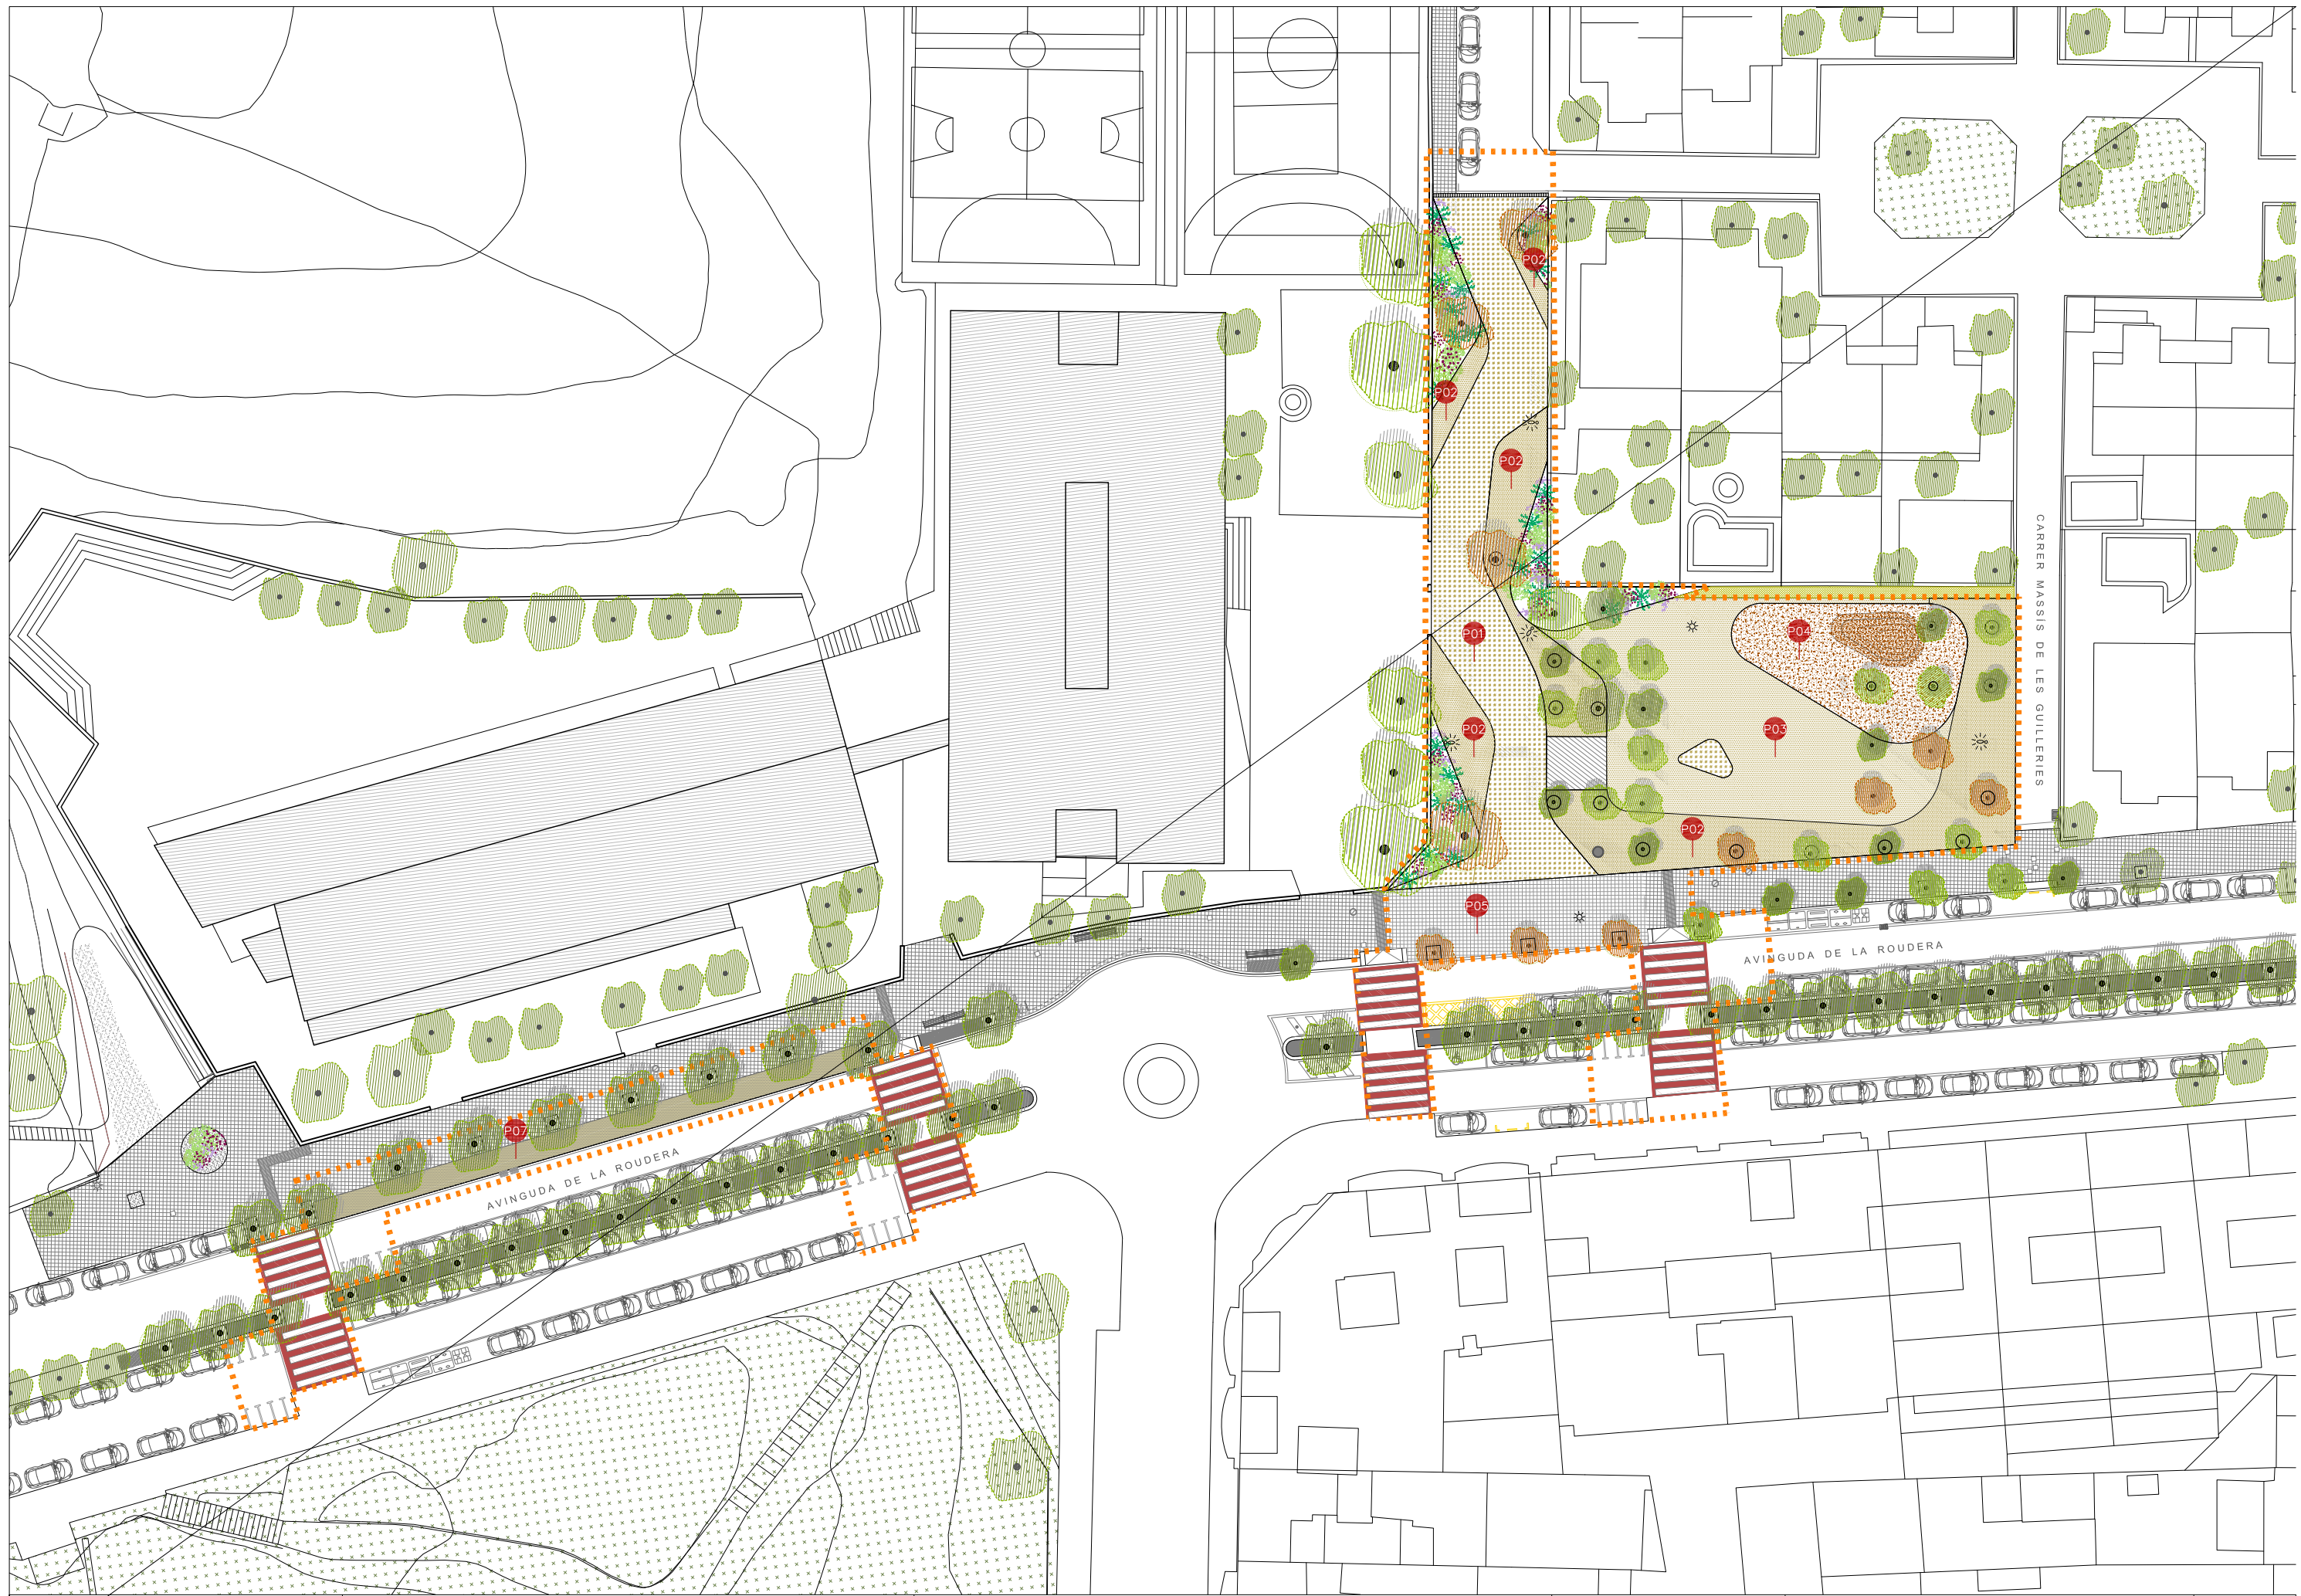 P02
P02
P02
CARRER MASSÍS DE LES GUILLERIES
P01
P04
P02
P03
P02
P05
AVINGUDA DE LA ROUDERA
P07
AVINGUDA DE LA ROUDERA